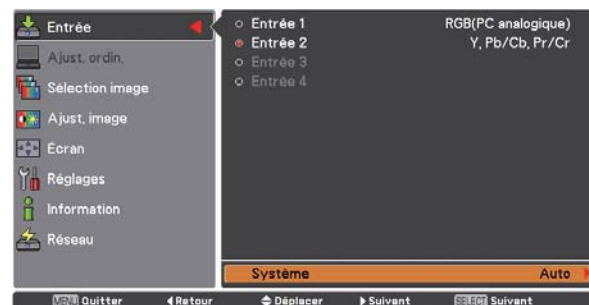 Entrée
Ajust. ordin.
Sélection image
Ajust. image
Écran
Réglages
Information
Réseau
Entrée 1 RGB(PC analogique)
Entrée 2 Y, Pb/Cb, Pr/Cr
Entrée 3
Entrée 4
Système Auto
MENU Quitter Retour Déplacer Suivant SELECT Suivant